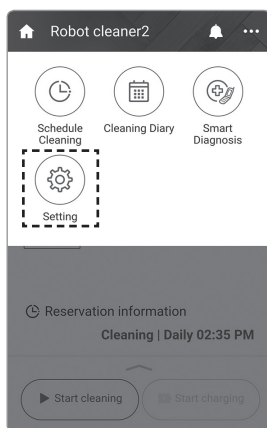 Robot cleaner2
Schedule
Cleaning
Cleaning Diary
Smart
Diagnosis
Setting
Reservation information
Cleaning | Daily 02:35 PM
Start cleaning
Start charging